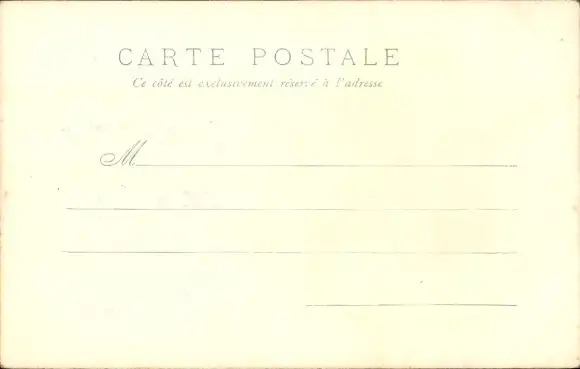 CARTE POSTALE
Ce côté est exclusivement réservé à l'adresse
M